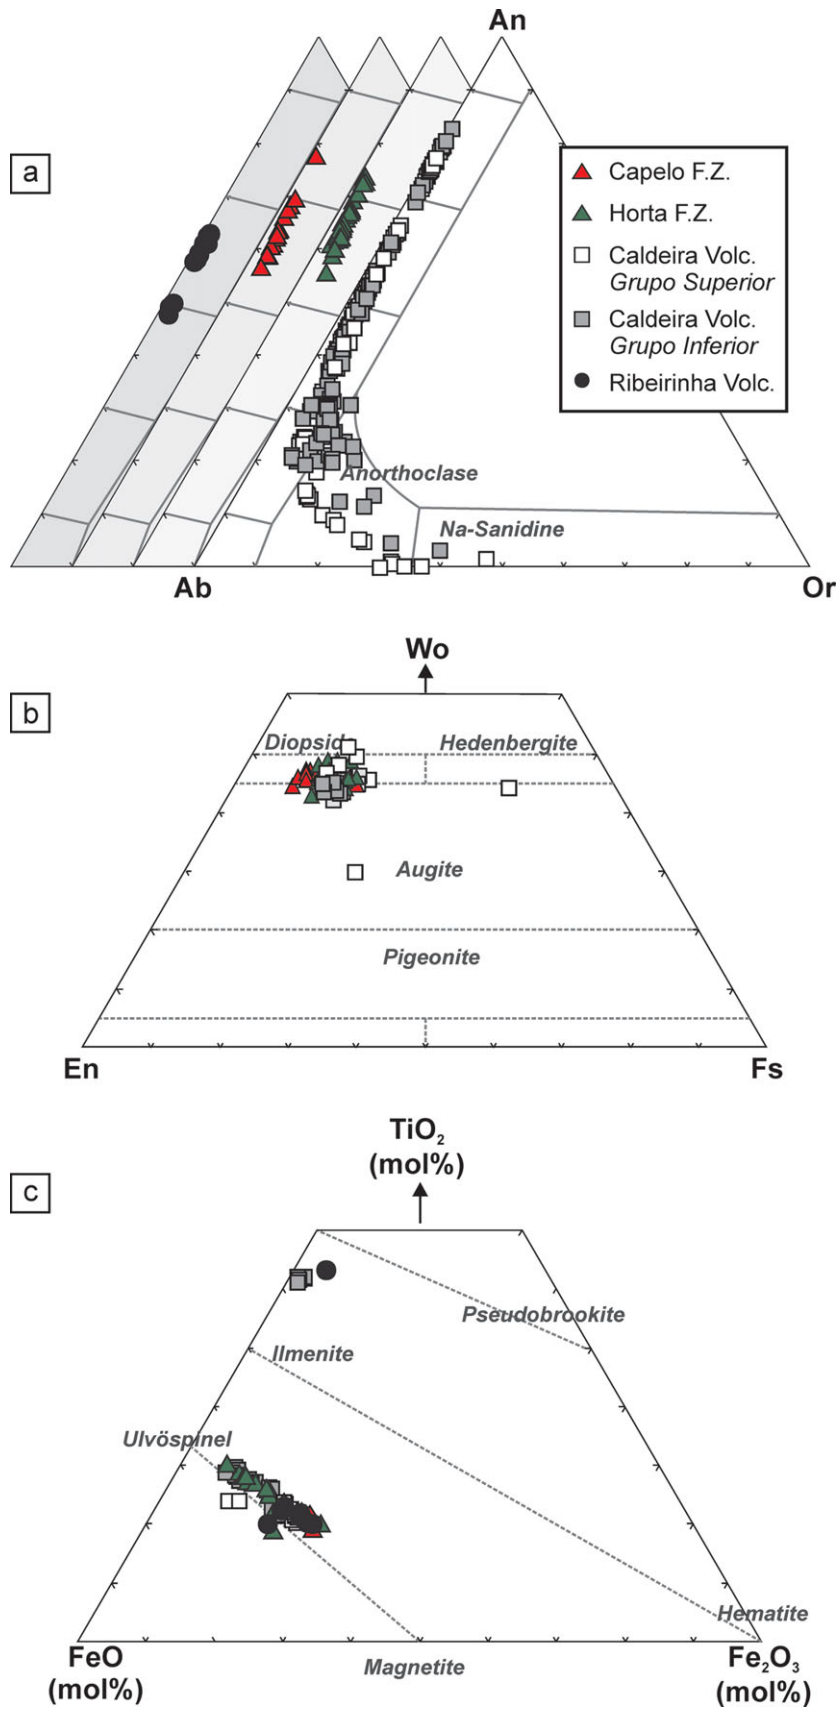 An
a
Capelo F.Z.
Horta F.Z.
Caldeira Volc.
Grupo Superior
Caldeira Volc.
Grupo Inferior
Ribeirinha Volc.
Anorthoclase
Na-Sanidine
Ab
Or
Wo
b
Diopside
Hedenbergite
Augite
Pigeonite
En
Fs
TiO₂
(mol%)
c
Pseudobrookite
Ilmenite
Ulvöspinel
Hematite
FeO
(mol%)
Magnetite
Fe₂O₃
(mol%)